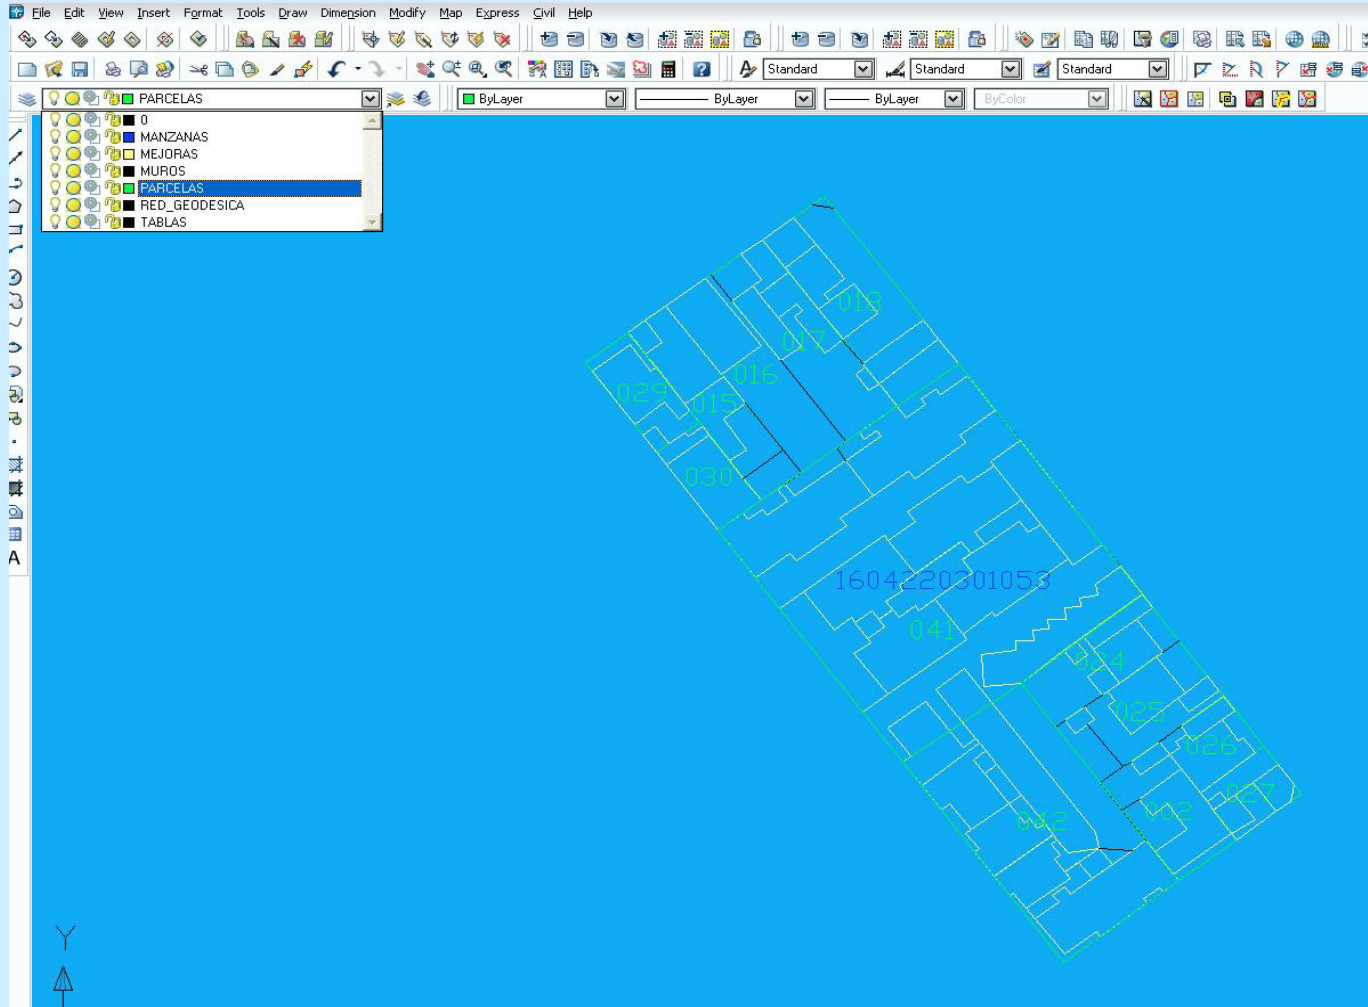 File Edit View Insert Format Tools Draw Dimension Modify Map Express Civil Help
Standard Standard Standard
PARCELAS ByLayer ByLayer ByLayer ByColor
0
MANZANAS
MEJORAS
MUROS
PARCELAS
RED_GEODESICA
TABLAS
018
017
016
029
015
030
1604220301053
041
024
025
026
027
002
042
A
Y